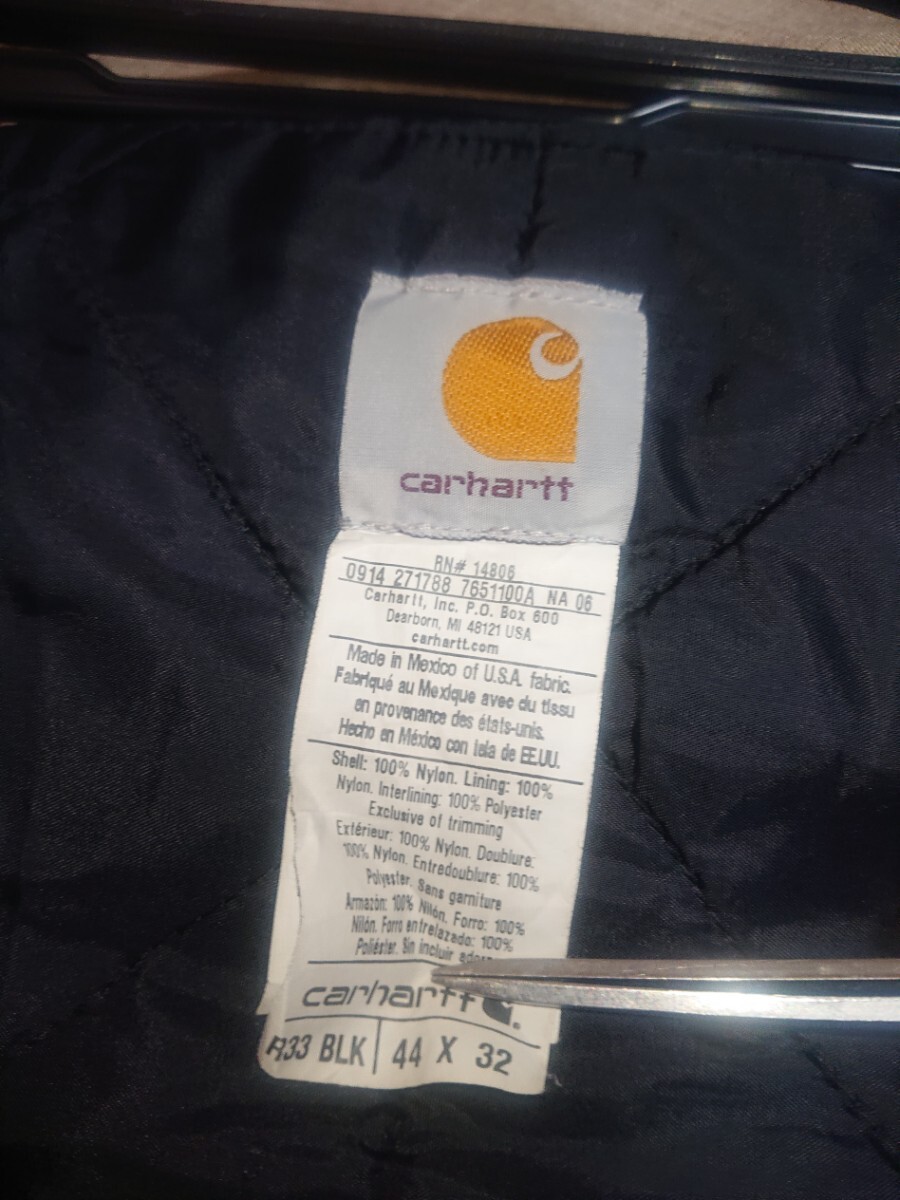 carhartt
RN# 14806
0914 271788 7651100A NA 06
Carhartt, Inc. P.O. Box 600
Dearborn, MI 48121 USA
carhartt.com
Made in Mexico of U.S.A. fabric.
Fabriqué au Mexique avec du tissu
en provenance des états-unis.
Hecho en México con tela de EE.UU.
Shell: 100% Nylon. Lining: 100%
Nylon. Interlining: 100% Polyester
Exclusive of trimming
Extérieur: 100% Nylon. Doublure:
100% Nylon. Entredoublure: 100%
Polyester. Sans garniture
Armazón: 100% Nilón. Forro: 100%
Nilón. Forro entrelazado: 100%
Poliéster. Sin incluir
carhartt
R33 BLK 44 X 32